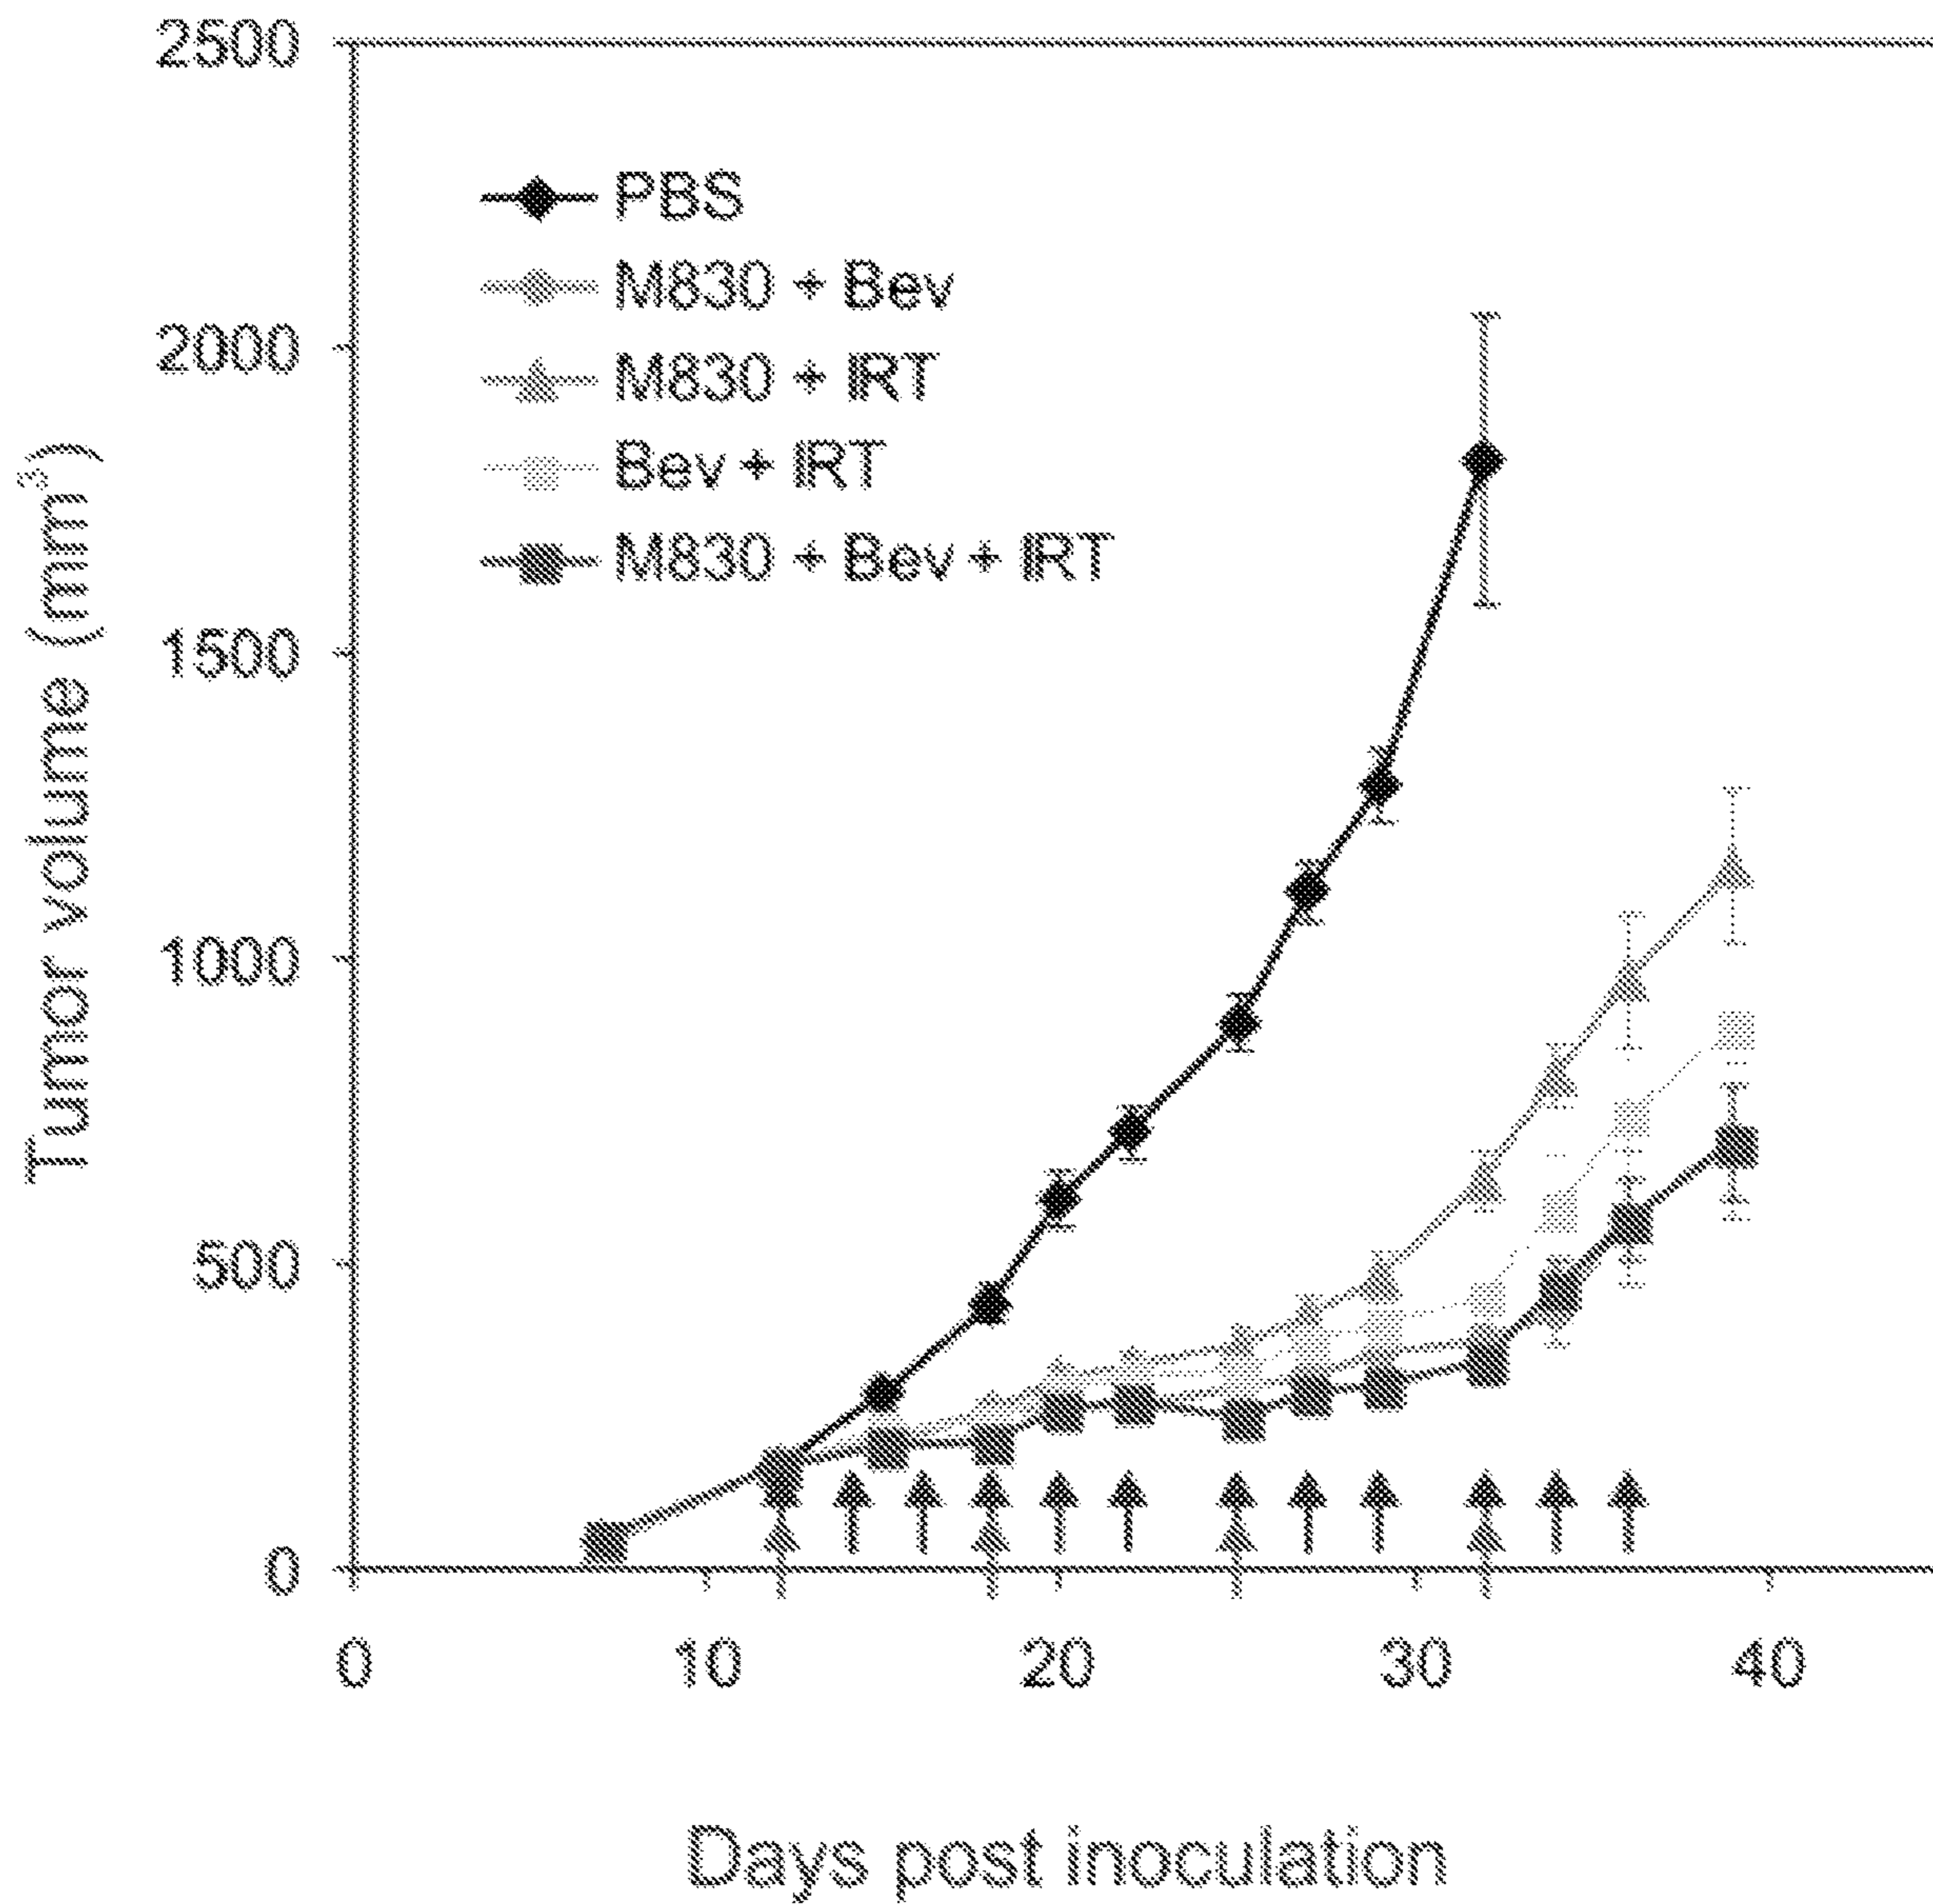 2500
2000
1500
1000
500
0
Tumor volume (mm³)
PBS
M830 + Bev
M830 + IRT
Bev + IRT
M830 + Bev + IRT
0 10 20 30 40
Days post inoculation